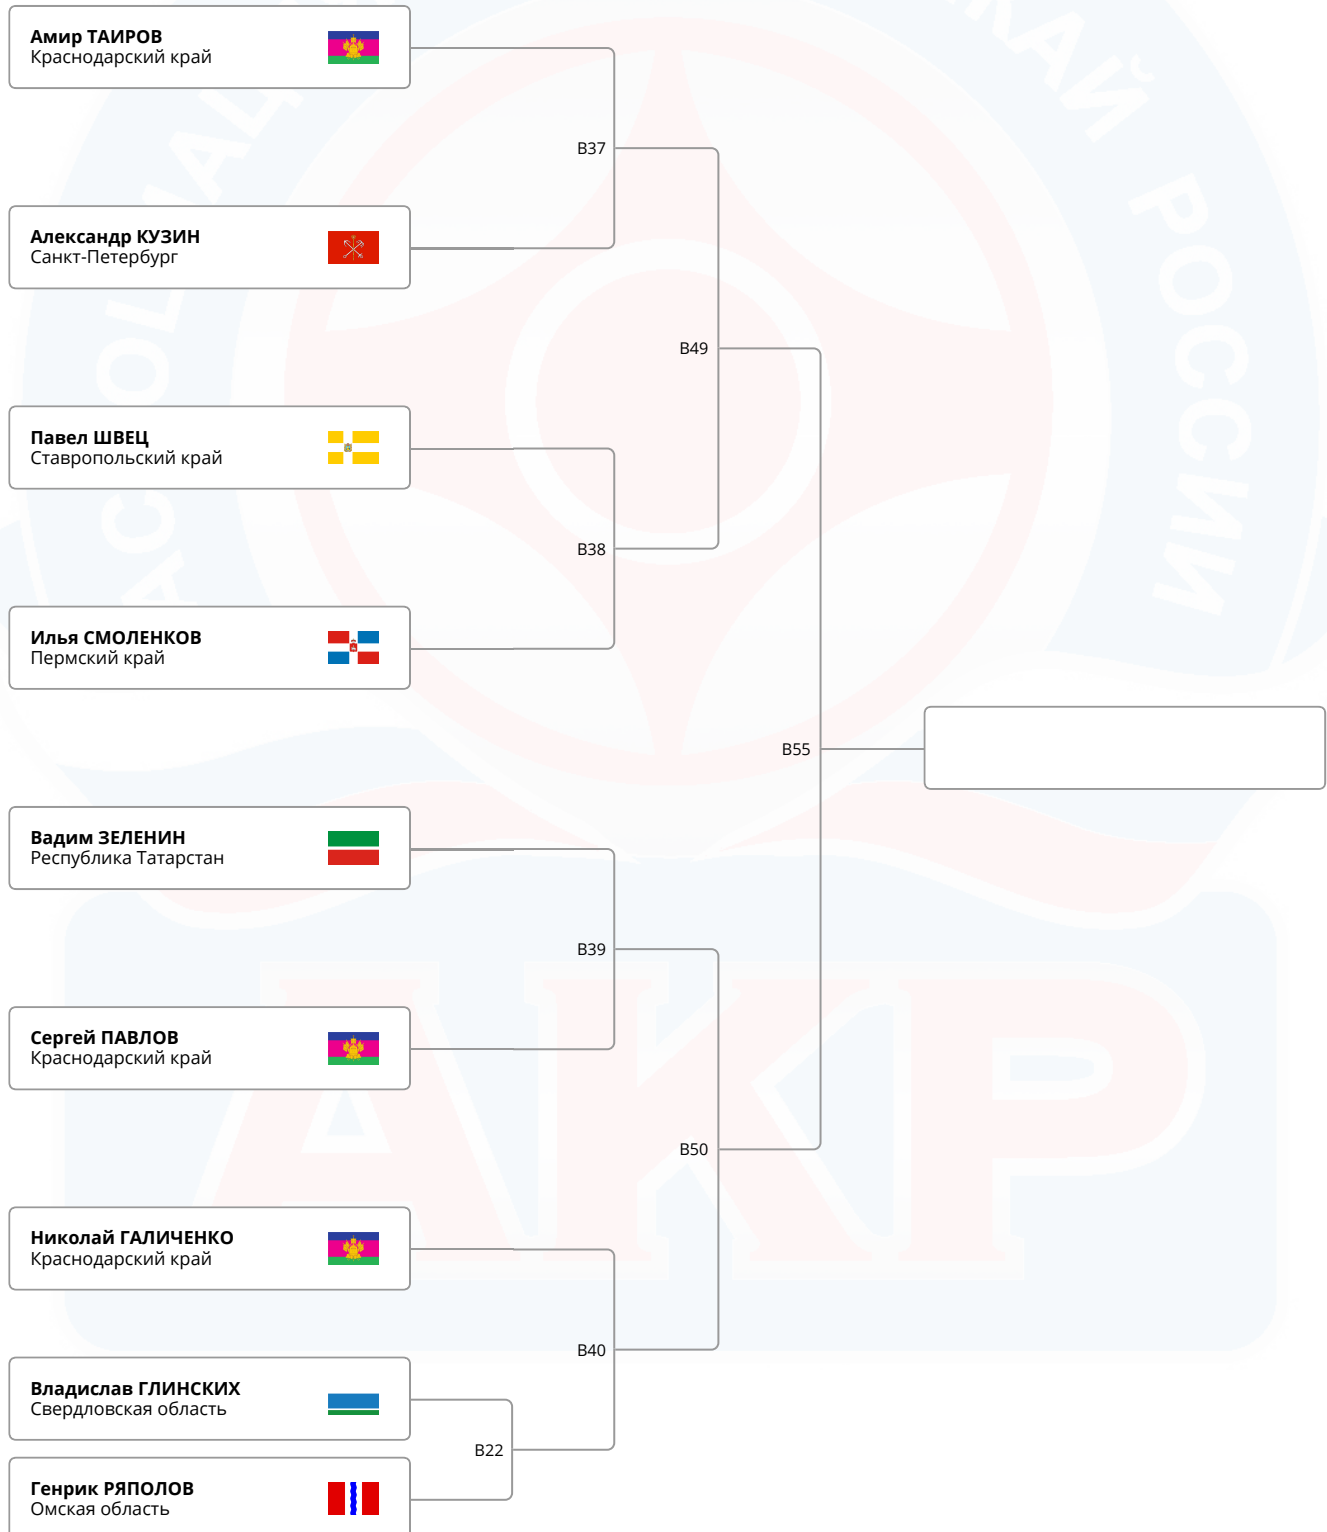 Амир ТАИРОВ
Краснодарский край
B37
Александр КУЗИН
Санкт-Петербург
B49
Павел ШВЕЦ
Ставропольский край
B38
Илья СМОЛЕНКОВ
Пермский край
B55
Вадим ЗЕЛЕНИН
Республика Татарстан
B39
Сергей ПАВЛОВ
Краснодарский край
B50
Николай ГАЛИЧЕНКО
Краснодарский край
B40
Владислав ГЛИНСКИХ
Свердловская область
B22
Генрик РЯПОЛОВ
Омская область
РОССИИ
АКР